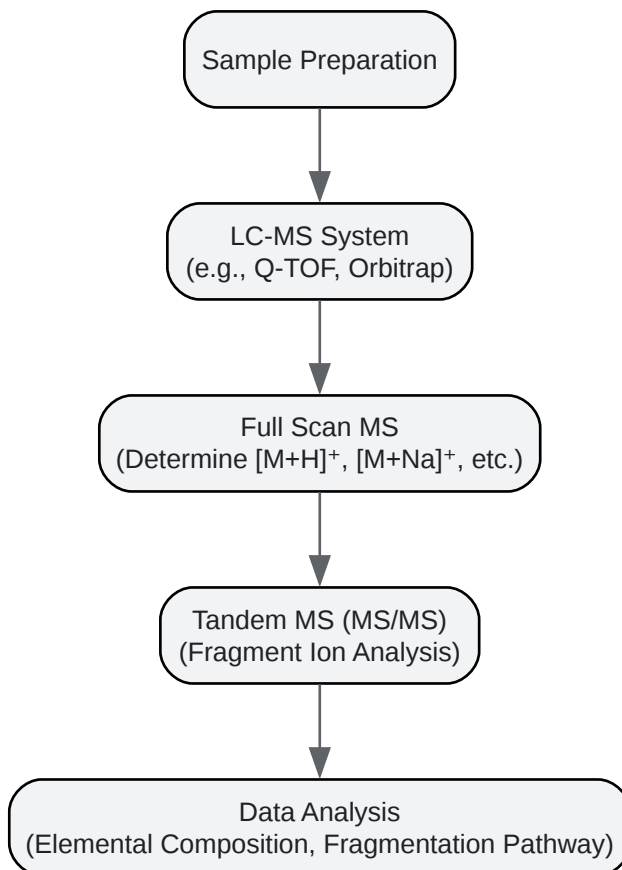 Sample Preparation
LC-MS System
(e.g., Q-TOF, Orbitrap)
Full Scan MS
(Determine [M+H]⁺, [M+Na]⁺, etc.)
Tandem MS (MS/MS)
(Fragment Ion Analysis)
Data Analysis
(Elemental Composition, Fragmentation Pathway)